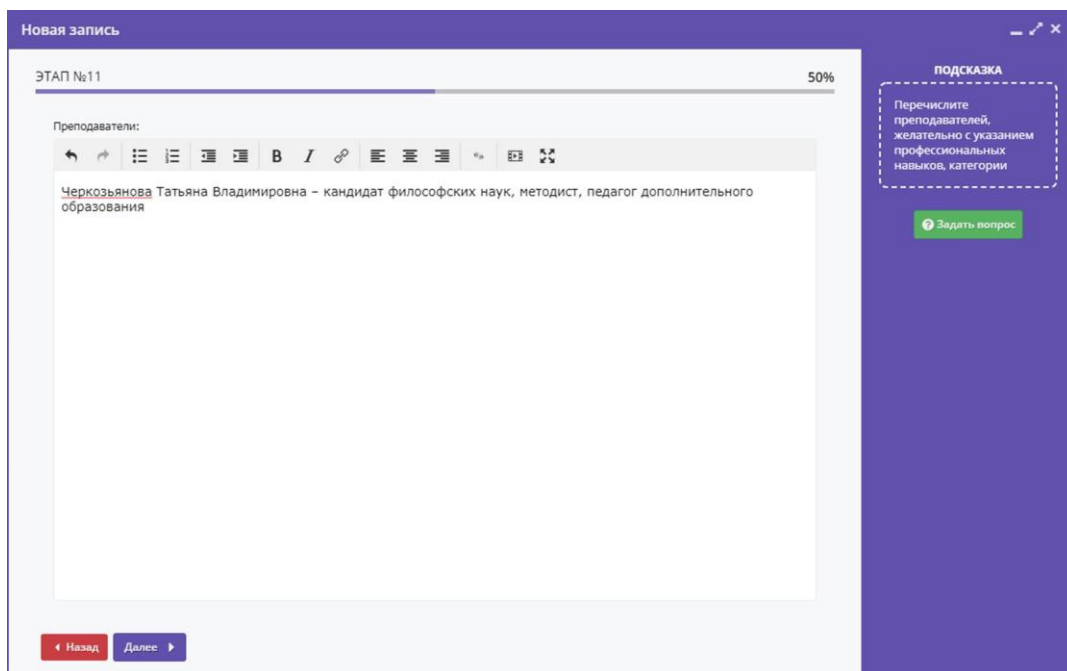 Новая запись
ЭТАП №11
50%
Преподаватели:
Черкозьянова Татьяна Владимировна – кандидат философских наук, методист, педагог дополнительного
образования
Назад
Далее
ПОДСКАЗКА
Перечислите
преподавателей,
желательно с указанием
профессиональных
навыков, категории
Задать вопрос